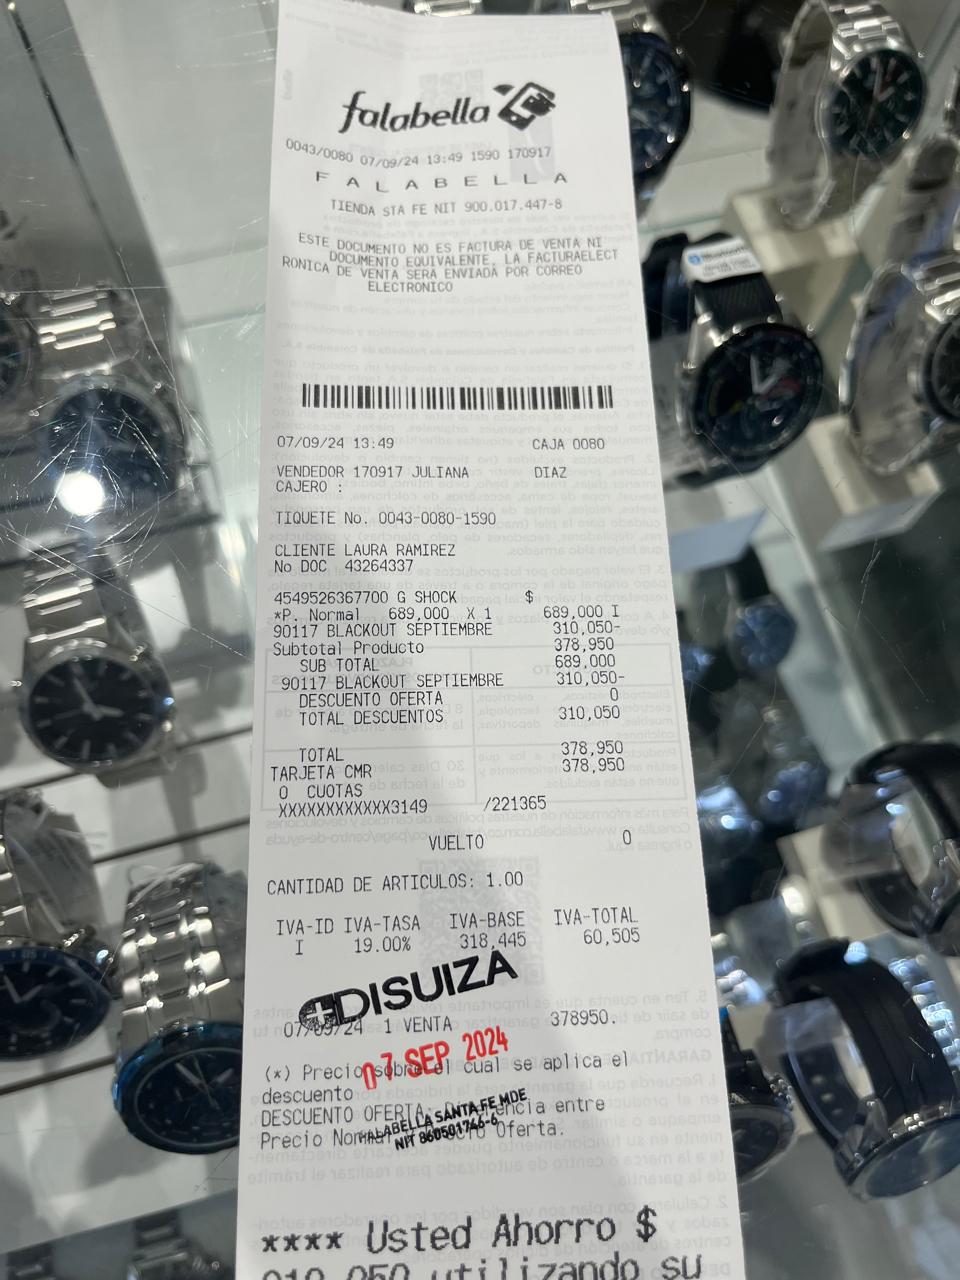 falabella
0043/0080 07/09/24 13:49 1590 170917
F A L A B E L L A
TIENDA STA FE NIT 900.017.447-8
ESTE DOCUMENTO NO ES FACTURA DE VENTA NI
DOCUMENTO EQUIVALENTE, LA FACTURAELECT
RONICA DE VENTA SERA ENVIADA POR CORREO
ELECTRONICO
07/09/24 13:49 CAJA 0080
VENDEDOR 170917 JULIANA DIAZ
CAJERO :
TIQUETE No. 0043-0080-1590
CLIENTE LAURA RAMIREZ
No DOC 43264337
4549526367700 G SHOCK $
*P. Normal 689,000 X 1 689,000 I
90117 BLACKOUT SEPTIEMBRE 310,050-
Subtotal Producto 378,950
SUB TOTAL 689,000
90117 BLACKOUT SEPTIEMBRE 310,050-
DESCUENTO OFERTA 0
TOTAL DESCUENTOS 310,050
TOTAL 378,950
TARJETA CMR 378,950
0 CUOTAS
XXXXXXXXXXXX3149 /221365
VUELTO 0
CANTIDAD DE ARTICULOS: 1.00
IVA-ID IVA-TASA IVA-BASE IVA-TOTAL
I 19.00% 318,445 60,505
DISUIZA
07/09/24 1 VENTA 378950.
07 SEP 2024
(*) Precio sobre el cual se aplica el
descuento
DESCUENTO OFERTA: Diferencia entre
FALABELLA SANTA FE MDE
Precio Normal Oferta.
NIT 860501746-6
**** Usted Ahorro $
utilizando su